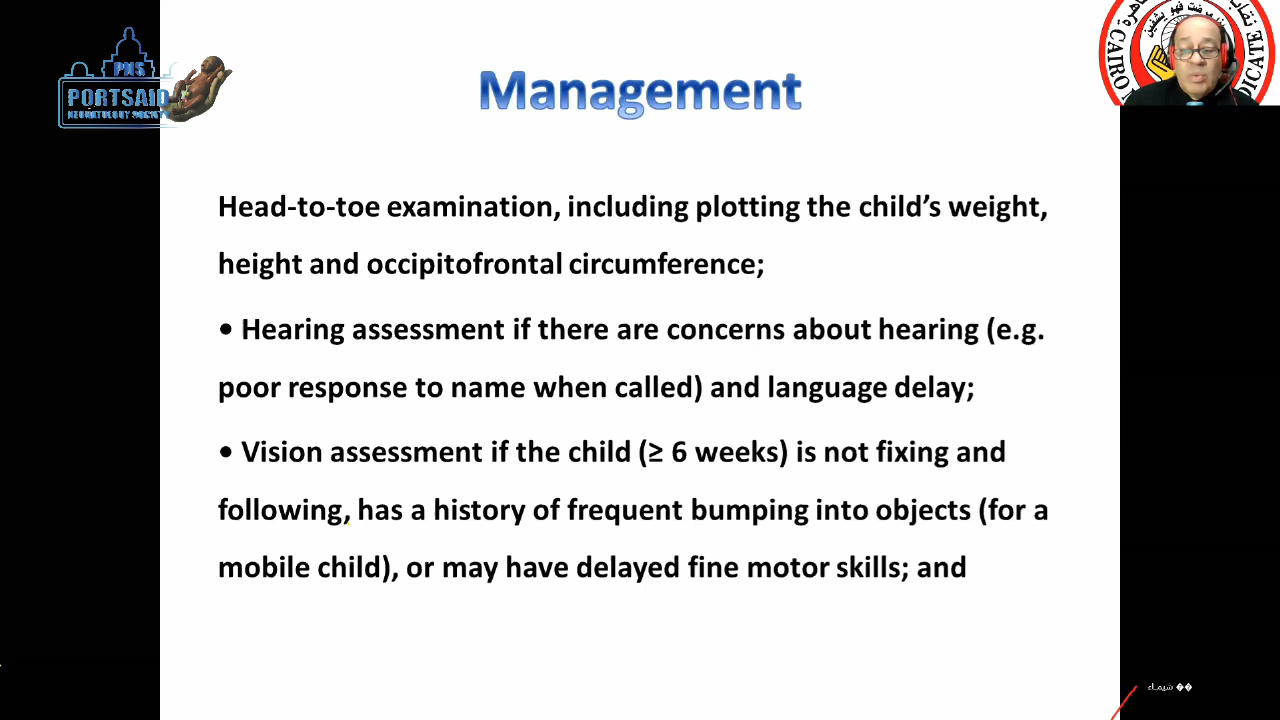 PNS
PORTSAID
NEONATOLOGY SOCIETY
Management
Head-to-toe examination, including plotting the child’s weight,
height and occipitofrontal circumference;
• Hearing assessment if there are concerns about hearing (e.g.
poor response to name when called) and language delay;
• Vision assessment if the child (≥ 6 weeks) is not fixing and
following, has a history of frequent bumping into objects (for a
mobile child), or may have delayed fine motor skills; and
CAIRO
شيماء